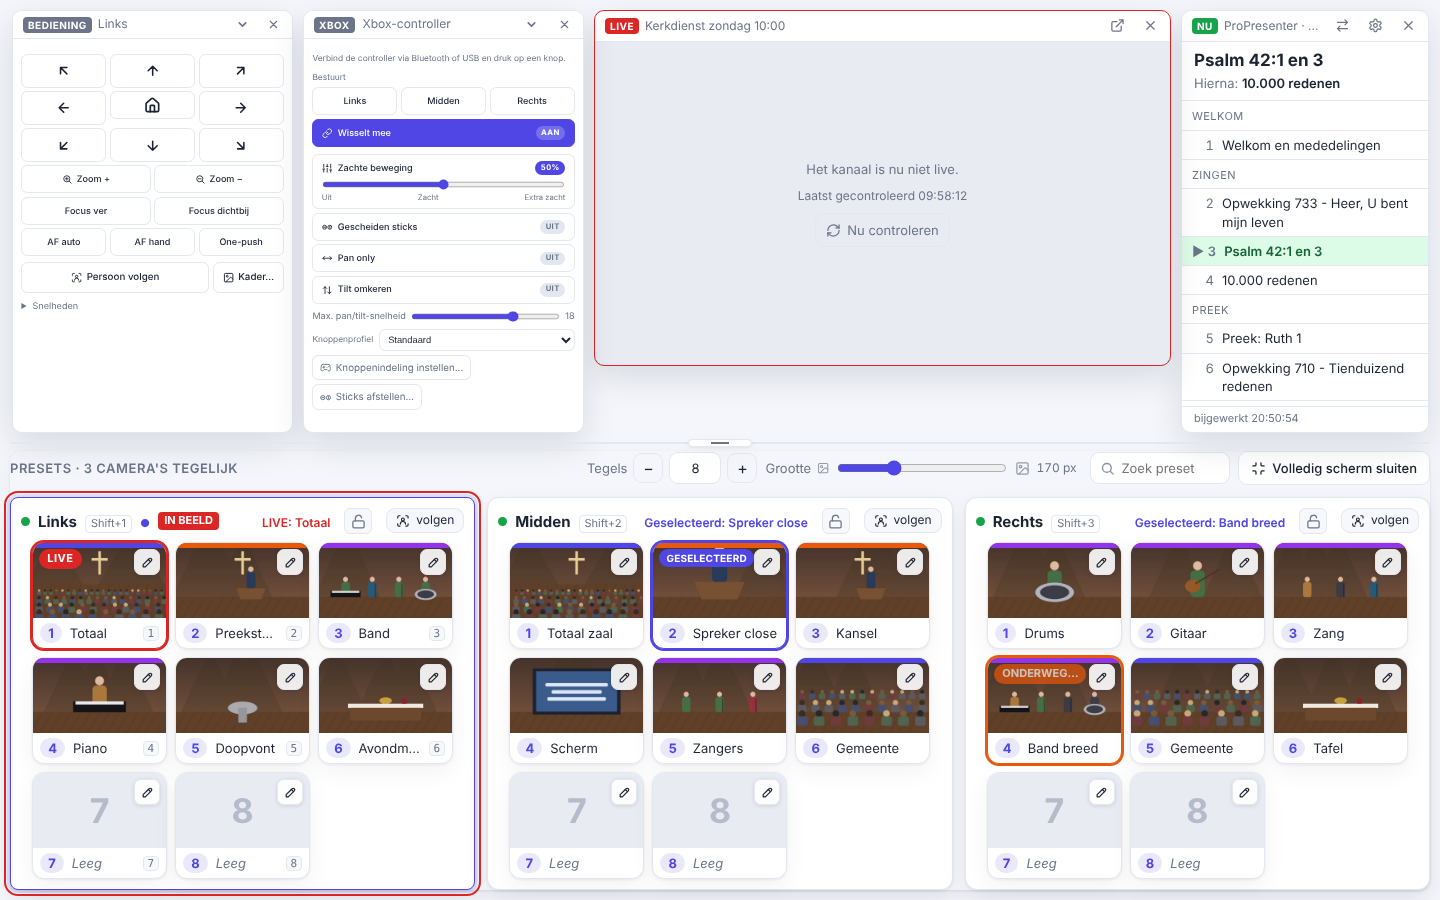 BEDIENING Links
Zoom +
Zoom −
Focus ver
Focus dichtbij
AF auto
AF hand
One-push
Persoon volgen
Kader...
Snelheden
XBOX Xbox-controller
Verbind de controller via Bluetooth of USB en druk op een knop.
Bestuurt
Links
Midden
Rechts
Wisselt mee AAN
Zachte beweging 50%
Uit Zacht Extra zacht
Gescheiden sticks UIT
Pan only UIT
Tilt omkeren UIT
Max. pan/tilt-snelheid 18
Knoppenprofiel Standaard
Knoppenindeling instellen...
Sticks afstellen...
LIVE Kerkdienst zondag 10:00
Het kanaal is nu niet live.
Laatst gecontroleerd 09:58:12
Nu controleren
NU ProPresenter · ...
Psalm 42:1 en 3
Hierna: 10.000 redenen
WELKOM
1 Welkom en mededelingen
ZINGEN
2 Opwekking 733 - Heer, U bent
mijn leven
▶ 3 Psalm 42:1 en 3
4 10.000 redenen
PREEK
5 Preek: Ruth 1
6 Opwekking 710 - Tienduizend
redenen
bijgewerkt 20:50:54
PRESETS · 3 CAMERA'S TEGELIJK
Tegels − 8 +
Grootte 170 px
Zoek preset
Volledig scherm sluiten
Links Shift+1 IN BEELD LIVE: Totaal volgen
LIVE
1 Totaal 1
2 Preekst... 2
3 Band 3
4 Piano 4
5 Doopvont 5
6 Avondm... 6
7
8
7 Leeg 7
8 Leeg 8
Midden Shift+2 Geselecteerd: Spreker close volgen
GESELECTEERD
1 Totaal zaal
2 Spreker close
3 Kansel
4 Scherm
5 Zangers
6 Gemeente
7
8
7 Leeg
8 Leeg
Rechts Shift+3 Geselecteerd: Band breed volgen
1 Drums
2 Gitaar
3 Zang
ONDERWEG...
4 Band breed
5 Gemeente
6 Tafel
7
8
7 Leeg
8 Leeg